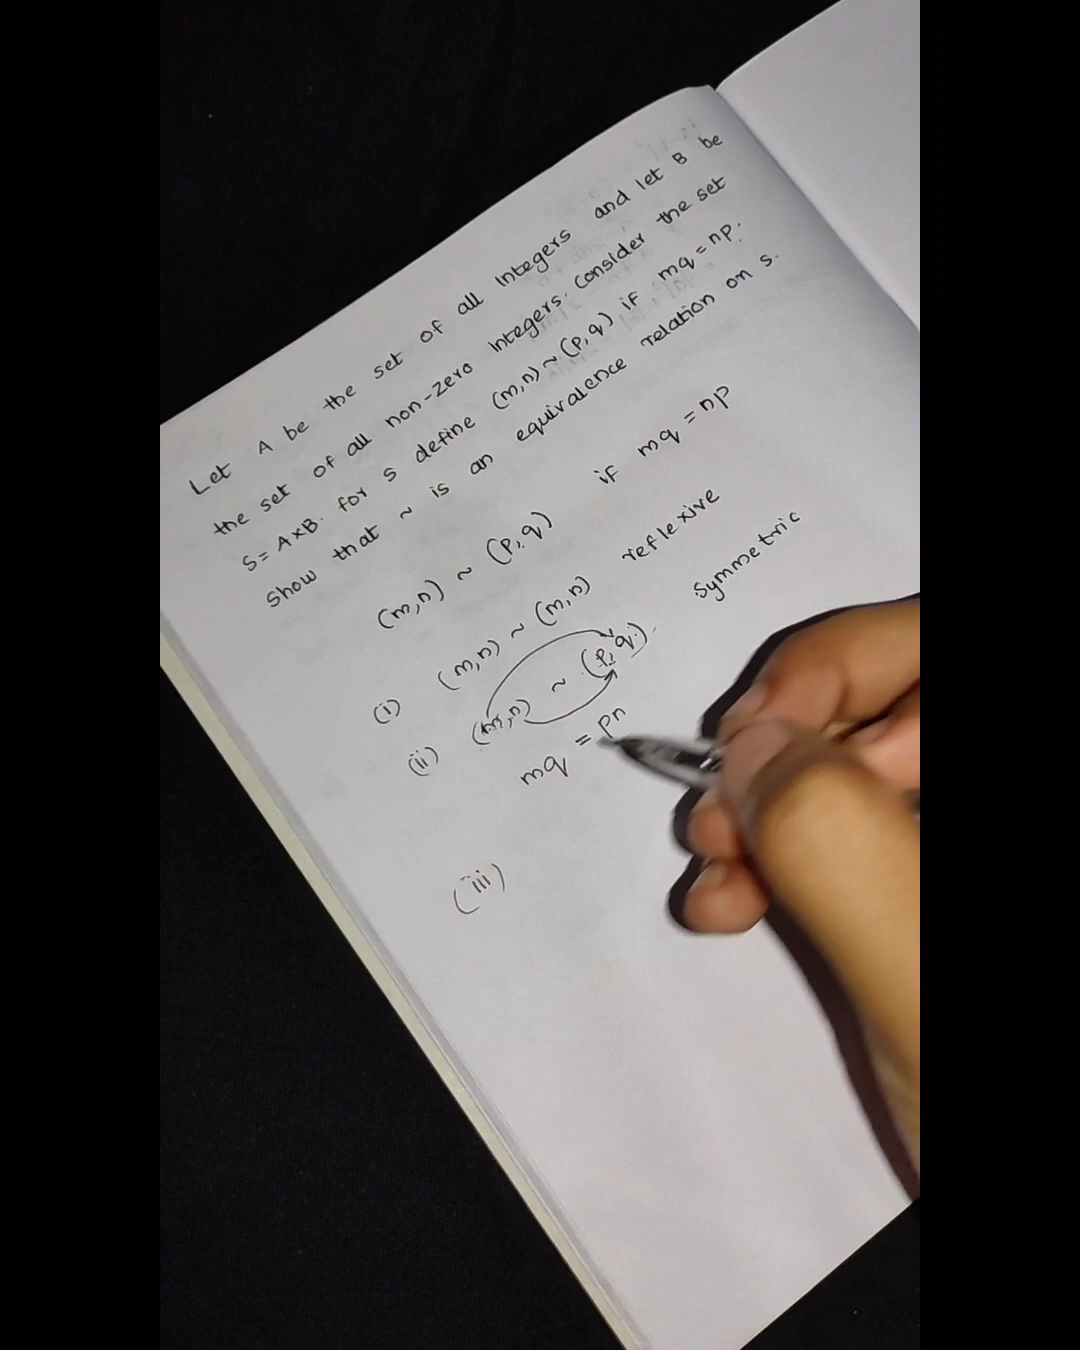 Let A be the set of all Integers and let B be
the set of all non-zero integers. consider the set
S = A×B. for S define (m,n) ~ (p,q) if mq = np.
Show that ~ is an equivalence relation on S.
(m,n) ~ (p,q) if mq = np
(i) (m,n) ~ (m,n) reflexive
(ii) (m,n) ~ (p,q). Symmetric
mq = pn
(iii)